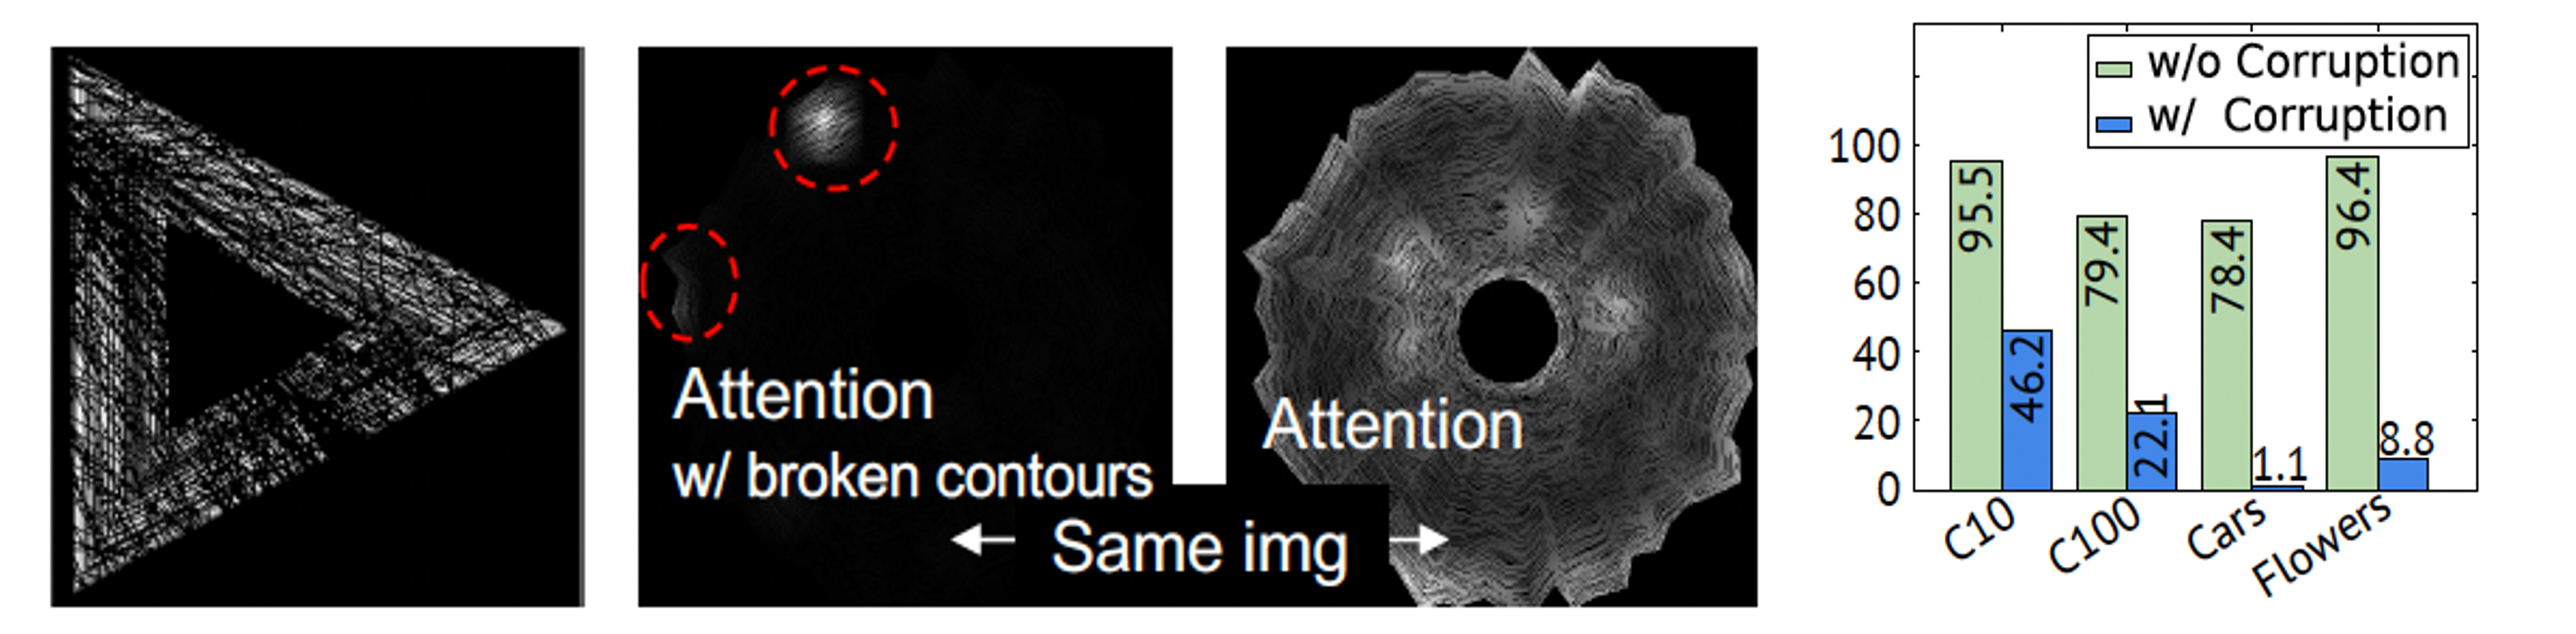 Attention
w/ broken contours
Same img
Attention
w/o Corruption
w/ Corruption
100
80
60
40
20
0
95.5
46.2
79.4
22.1
78.4
1.1
96.4
8.8
C10
C100
Cars
Flowers